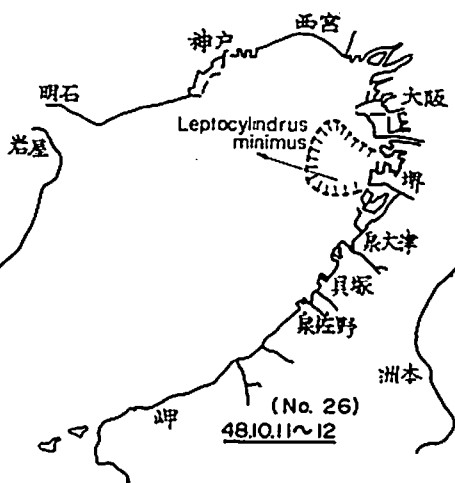 西宮
神戸
大阪
明石
Leptocylindrus
minimus
岩屋
堺
泉大津
貝塚
泉佐野
洲本
(No. 26)
岬
48.10.11~12